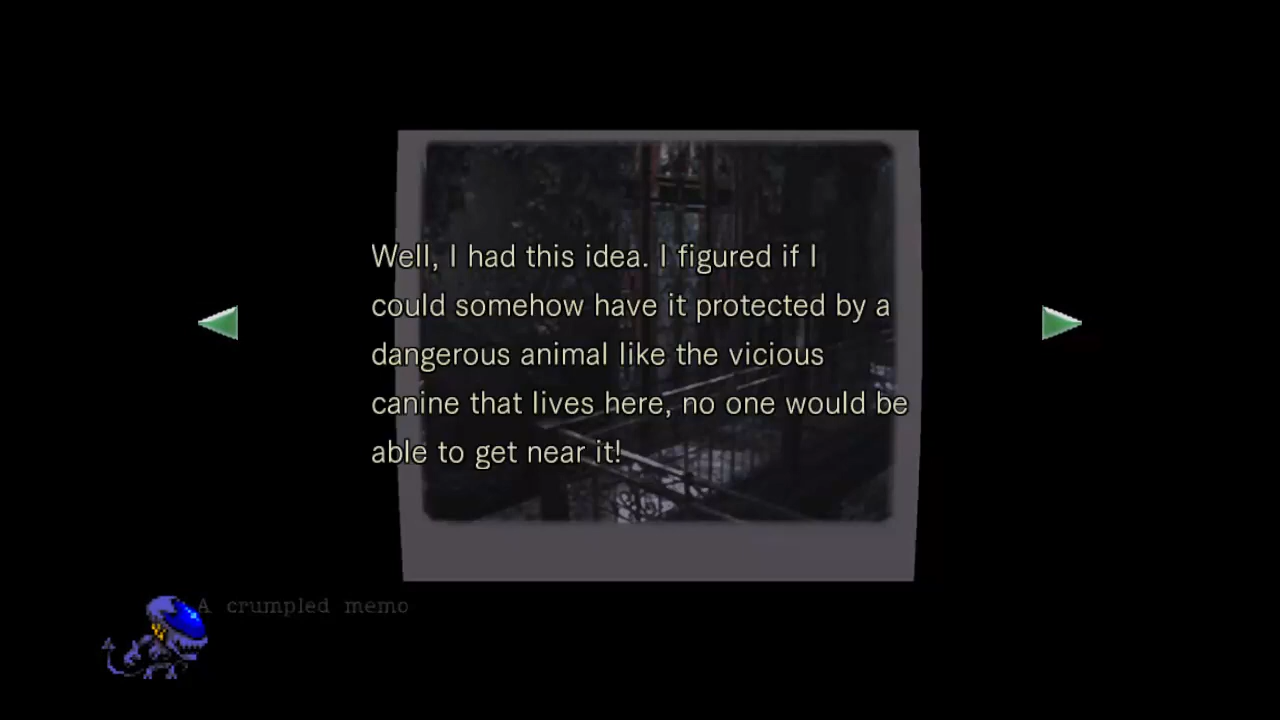 Well, I had this idea. I figured if I
could somehow have it protected by a
dangerous animal like the vicious
canine that lives here, no one would be
able to get near it!
A crumpled memo